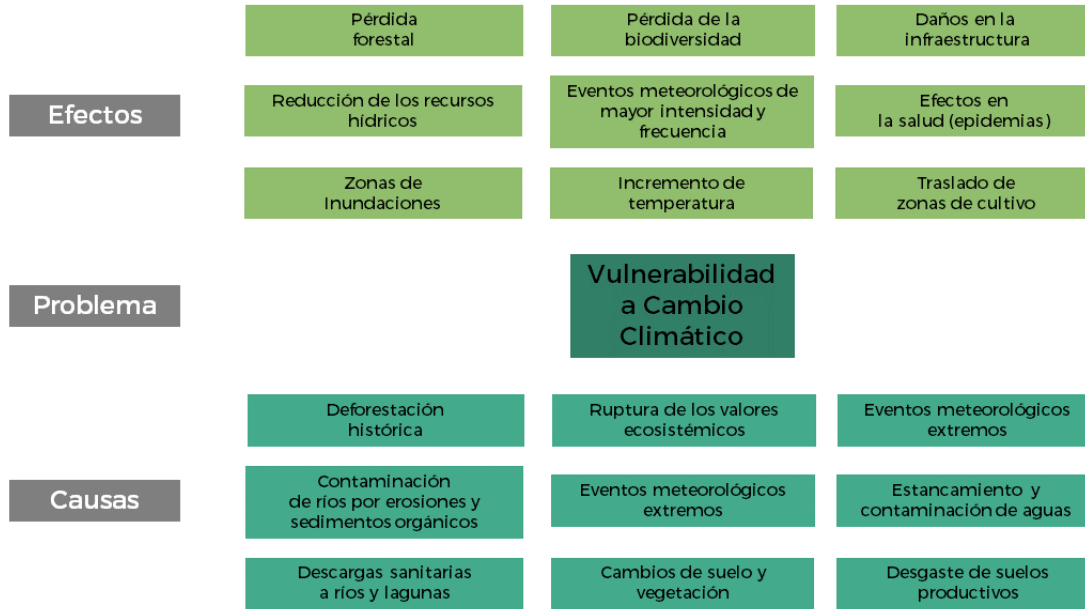 Pérdida
forestal
Pérdida de la
biodiversidad
Daños en la
infraestructura
Efectos
Reducción de los recursos
hídricos
Eventos meteorológicos de
mayor intensidad y
frecuencia
Efectos en
la salud (epidemias)
Zonas de
Inundaciones
Incremento de
temperatura
Traslado de
zonas de cultivo
Problema
Vulnerabilidad
a Cambio
Climático
Deforestación
histórica
Ruptura de los valores
ecosistémicos
Eventos meteorológicos
extremos
Causas
Contaminación
de ríos por erosiones y
sedimentos orgánicos
Eventos meteorológicos
extremos
Estancamiento y
contaminación de aguas
Descargas sanitarias
a ríos y lagunas
Cambios de suelo y
vegetación
Desgaste de suelos
productivos